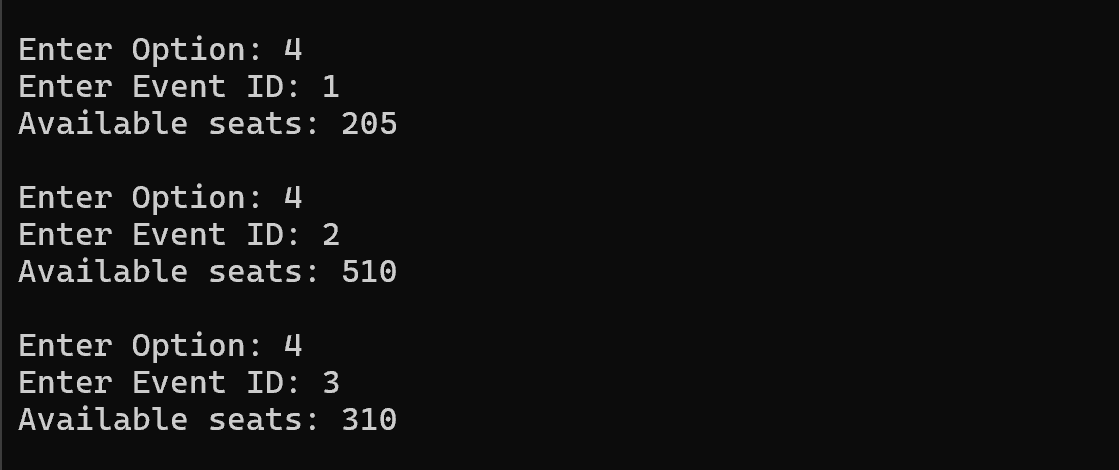 Enter Option: 4
Enter Event ID: 1
Available seats: 205
Enter Option: 4
Enter Event ID: 2
Available seats: 510
Enter Option: 4
Enter Event ID: 3
Available seats: 310